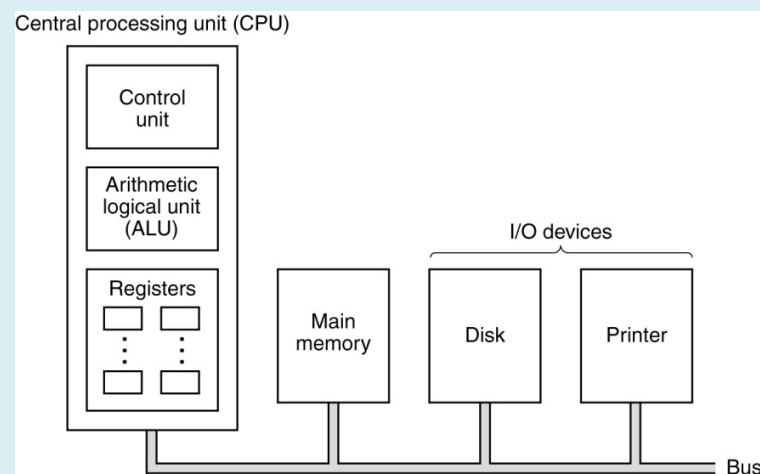 Central processing unit (CPU)
Control
unit
Arithmetic
logical unit
(ALU)
Registers
I/O devices
Main
memory
Disk
Printer
Bus